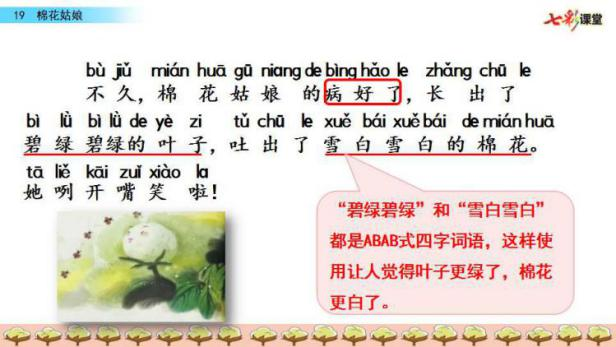 19 棉花姑娘
七彩课堂
bù jiǔ mián huā gū niang de bìng hǎo le zhǎng chū le
不久，棉花姑娘的病好了，长出了
bì lǜ bì lǜ de yè zi tǔ chū le xuě bái xuě bái de mián huā
碧绿碧绿的叶子，吐出了雪白雪白的棉花。
tā liě kāi zuǐ xiào la
她咧开嘴笑啦！
“碧绿碧绿”和“雪白雪白”
都是ABAB式四字词语，这样使
用让人觉得叶子更绿了，棉花
更白了。